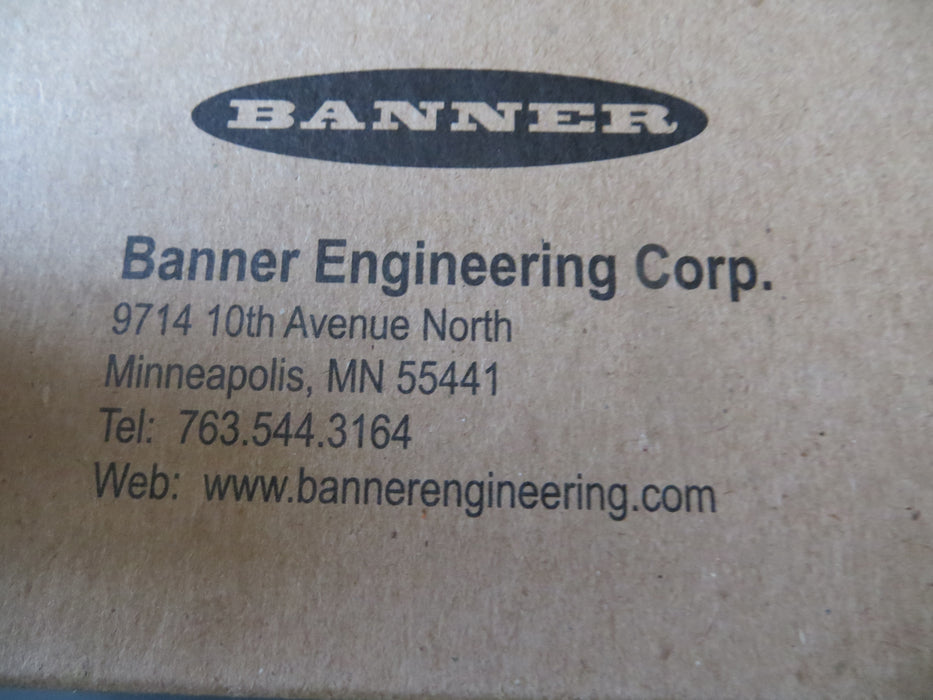 BANNER
Banner Engineering Corp.
9714 10th Avenue North
Minneapolis, MN 55441
Tel: 763.544.3164
Web: www.bannerengineering.com